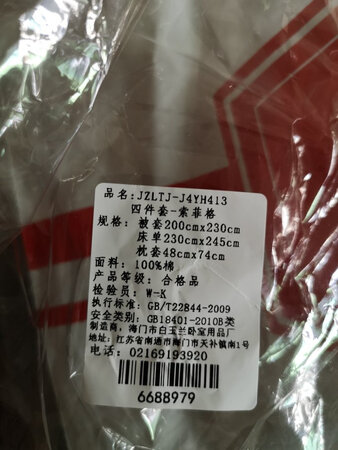 品名:JZLTJ-J4YH413
四件套-索菲格
规格: 被套200cmx230cm
床单230cmx245cm
枕套48cmx74cm
面料: 100%棉
产品等级: 合格品
检验员: W-K
执行标准: GB/T22844-2009
安全类别: GB18401-2010B类
制造商: 海门市白玉兰卧室用品厂
地址: 江苏省南通市海门市天补镇南1号
电话: 02169193920
6688979